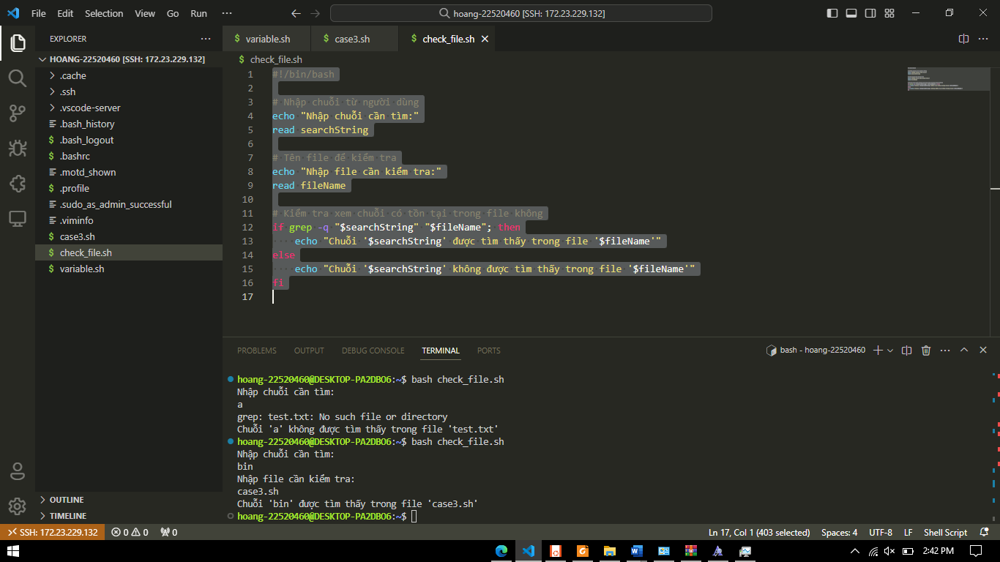 File Edit Selection View Go Run ···
hoang-22520460 [SSH: 172.23.229.132]
EXPLORER ···
HOANG-22520460 [SSH: 172.23.229.132]
.cache
.ssh
.vscode-server
.bash_history
.bash_logout
.bashrc
.motd_shown
.profile
.sudo_as_admin_successful
.viminfo
case3.sh
check_file.sh
variable.sh
OUTLINE
TIMELINE
$ variable.sh $ case3.sh $ check_file.sh
$ check_file.sh
1 #!/bin/bash
2
3 # Nhập chuỗi từ người dùng
4 echo "Nhập chuỗi cần tìm:"
5 read searchString
6
7 # Tên file để kiểm tra
8 echo "Nhập file cần kiểm tra:"
9 read fileName
10
11 # Kiểm tra xem chuỗi có tồn tại trong file không
12 if grep -q "$searchString" "$fileName"; then
13 echo "Chuỗi '$searchString' được tìm thấy trong file '$fileName'"
14 else
15 echo "Chuỗi '$searchString' không được tìm thấy trong file '$fileName'"
16 fi
17
PROBLEMS OUTPUT DEBUG CONSOLE TERMINAL PORTS
bash - hoang-22520460
hoang-22520460@DESKTOP-PA2DBO6:~$ bash check_file.sh
Nhập chuỗi cần tìm:
a
grep: test.txt: No such file or directory
Chuỗi 'a' không được tìm thấy trong file 'test.txt'
hoang-22520460@DESKTOP-PA2DBO6:~$ bash check_file.sh
Nhập chuỗi cần tìm:
bin
Nhập file cần kiểm tra:
case3.sh
Chuỗi 'bin' được tìm thấy trong file 'case3.sh'
hoang-22520460@DESKTOP-PA2DBO6:~$
SSH: 172.23.229.132 0 0 0 Ln 17, Col 1 (403 selected) Spaces: 4 UTF-8 LF Shell Script
2:42 PM